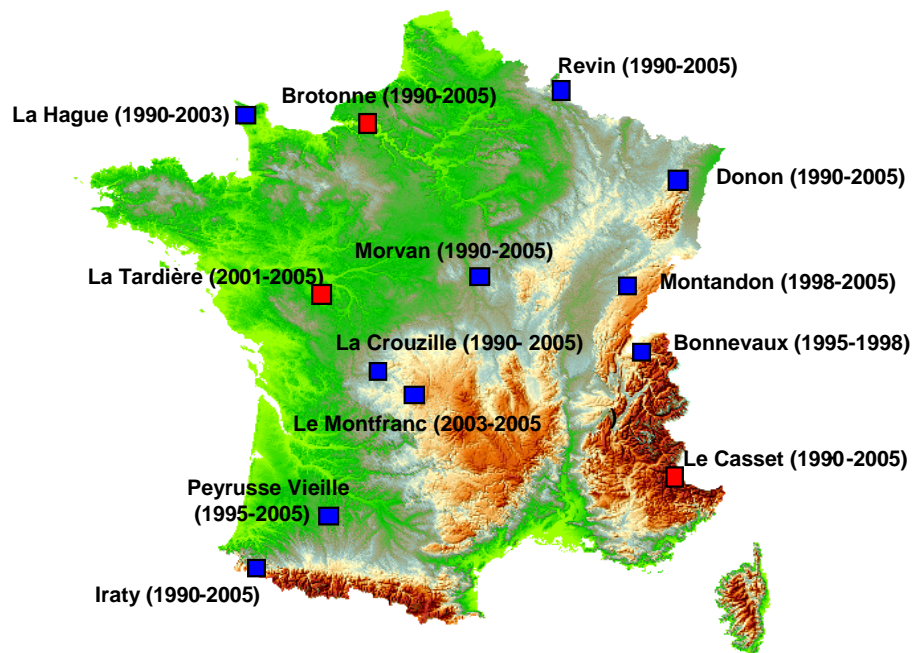 Revin (1990-2005)
Brotonne (1990-2005)
La Hague (1990-2003)
Donon (1990-2005)
Morvan (1990-2005)
La Tardière (2001-2005)
Montandon (1998-2005)
La Crouzille (1990- 2005)
Bonnevaux (1995-1998)
Le Montfranc (2003-2005
)
Le Casset (1990-2005)
Peyrusse Vieille
(1995-2005)
Iraty (1990-2005)